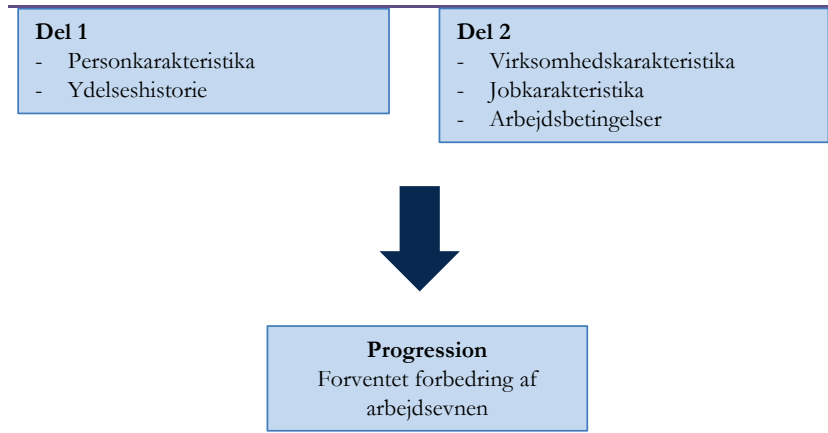 Del 1
- Personkarakteristika
- Ydelseshistorie
Del 2
- Virksomhedskarakteristika
- Jobkarakteristika
- Arbejdsbetingelser
Progression
Forventet forbedring af
arbejdsevnen